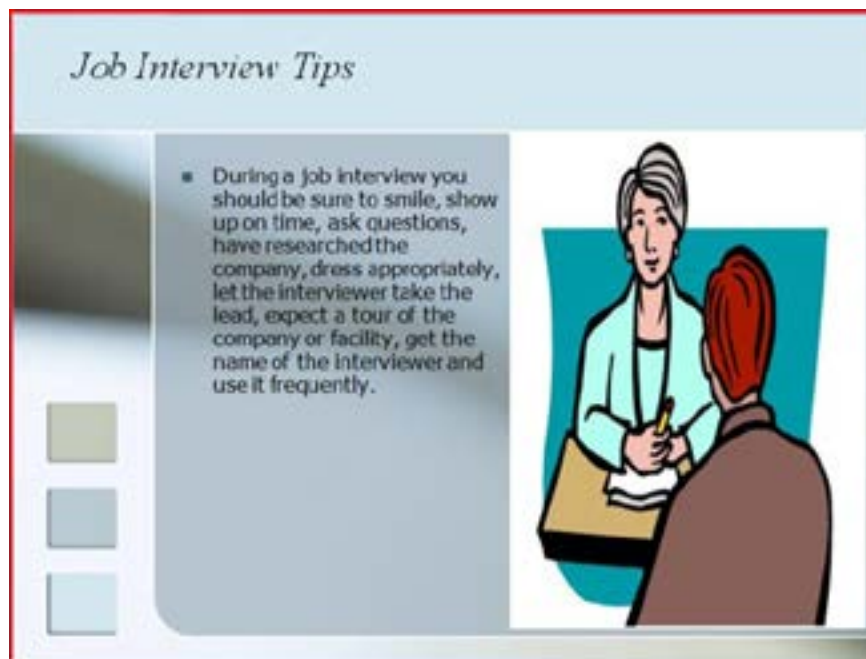 Job Interview Tips
During a job interview you
should be sure to smile, show
up on time, ask questions,
have researched the
company, dress appropriately,
let the interviewer take the
lead, expect a tour of the
company or facility, get the
name of the interviewer and
use it frequently.